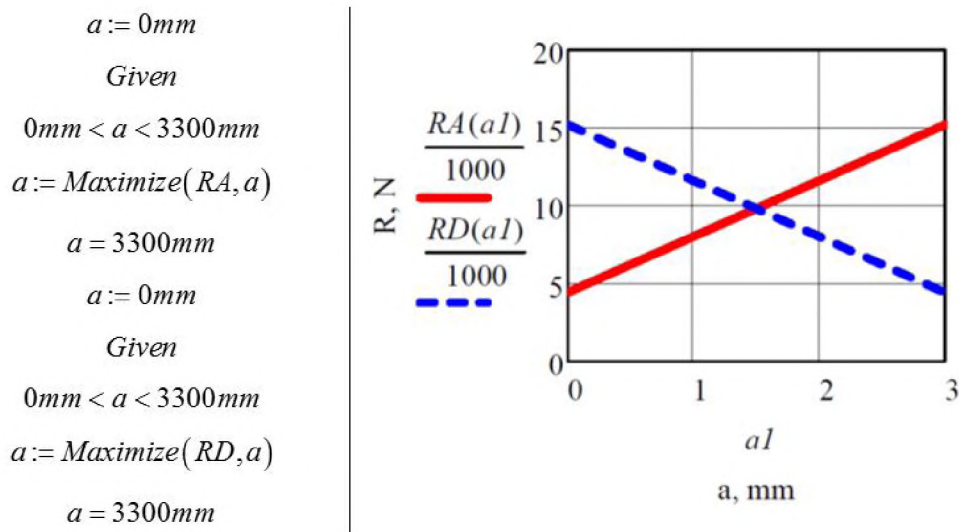 a := 0mm
Given
0mm < a < 3300mm
a := Maximize(RA, a)
a = 3300mm
a := 0mm
Given
0mm < a < 3300mm
a := Maximize(RD, a)
a = 3300mm
R, N
RA(a1)
1000
RD(a1)
1000
20
15
10
5
0
0 1 2 3
a1
a, mm